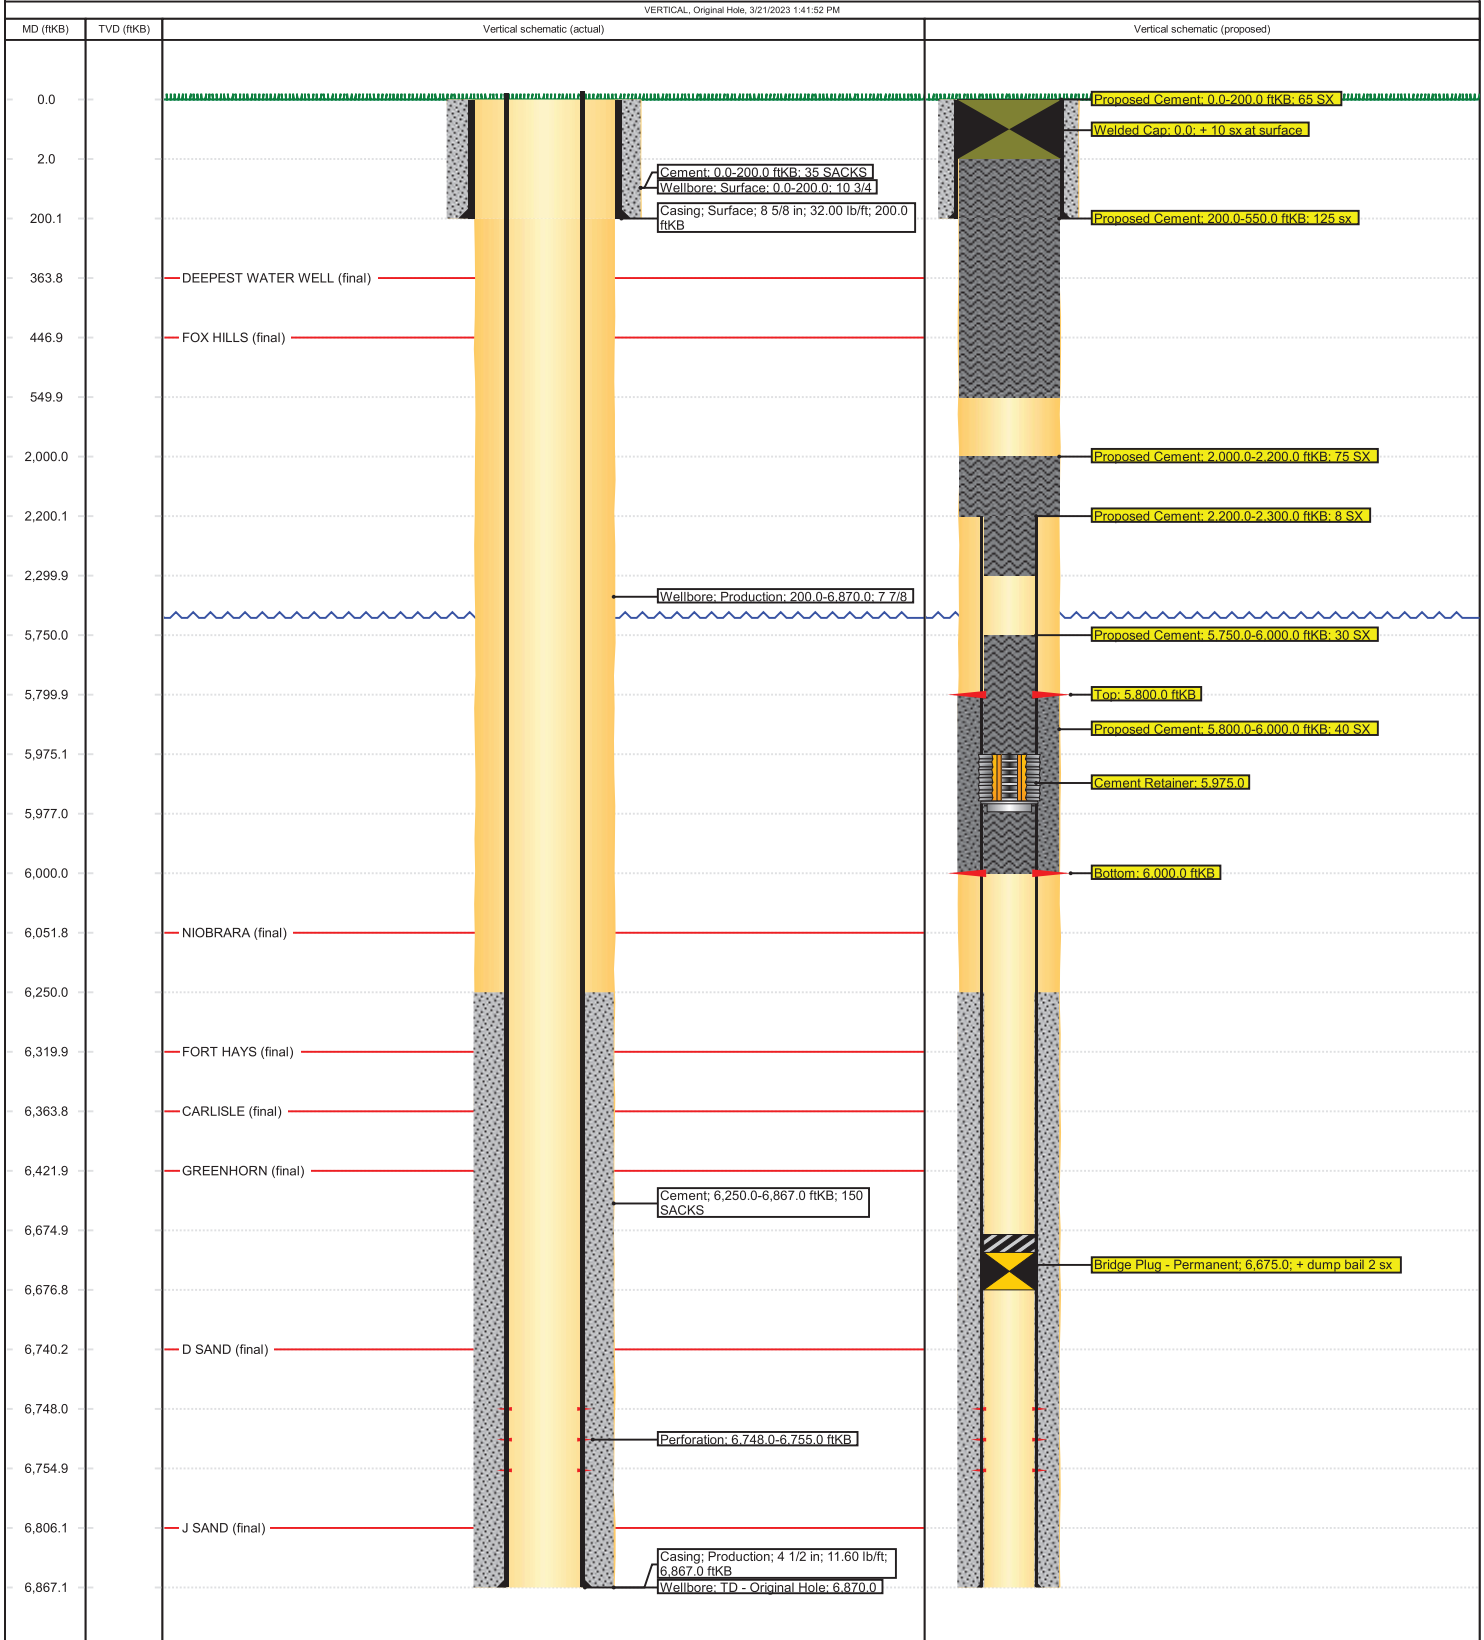 VERTICAL, Original Hole, 3/21/2023 1:41:52 PM
MD (ftKB)
TVD (ftKB)
Vertical schematic (actual)
Vertical schematic (proposed)
0.0
Proposed Cement; 0.0-200.0 ftKB; 65 SX
Welded Cap; 0.0; + 10 sx at surface
2.0
Cement; 0.0-200.0 ftKB; 35 SACKS
Wellbore; Surface; 0.0-200.0; 10 3/4
Casing; Surface; 8 5/8 in; 32.00 lb/ft; 200.0
ftKB
200.1
Proposed Cement; 200.0-550.0 ftKB; 125 sx
363.8
DEEPEST WATER WELL (final)
446.9
FOX HILLS (final)
549.9
2,000.0
Proposed Cement; 2,000.0-2,200.0 ftKB; 75 SX
2,200.1
Proposed Cement; 2,200.0-2,300.0 ftKB; 8 SX
2,299.9
Wellbore; Production; 200.0-6,870.0; 7 7/8
5,750.0
Proposed Cement; 5,750.0-6,000.0 ftKB; 30 SX
5,799.9
Top; 5,800.0 ftKB
Proposed Cement; 5,800.0-6,000.0 ftKB; 40 SX
5,975.1
Cement Retainer; 5,975.0
5,977.0
6,000.0
Bottom; 6,000.0 ftKB
6,051.8
NIOBRARA (final)
6,250.0
6,319.9
FORT HAYS (final)
6,363.8
CARLISLE (final)
6,421.9
GREENHORN (final)
Cement; 6,250.0-6,867.0 ftKB; 150
SACKS
6,674.9
Bridge Plug - Permanent; 6,675.0; + dump bail 2 sx
6,676.8
6,740.2
D SAND (final)
6,748.0
Perforation; 6,748.0-6,755.0 ftKB
6,754.9
6,806.1
J SAND (final)
Casing; Production; 4 1/2 in; 11.60 lb/ft;
6,867.0 ftKB
6,867.1
Wellbore; TD - Original Hole; 6,870.0